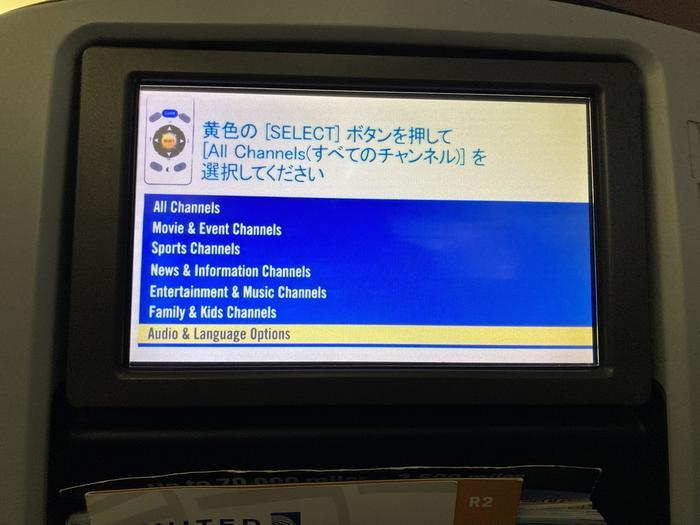 黄色の [SELECT] ボタンを押して
[All Channels(すべてのチャンネル)] を
選択してください
All Channels
Movie & Event Channels
Sports Channels
News & Information Channels
Entertainment & Music Channels
Family & Kids Channels
Audio & Language Options
R2
UNITED